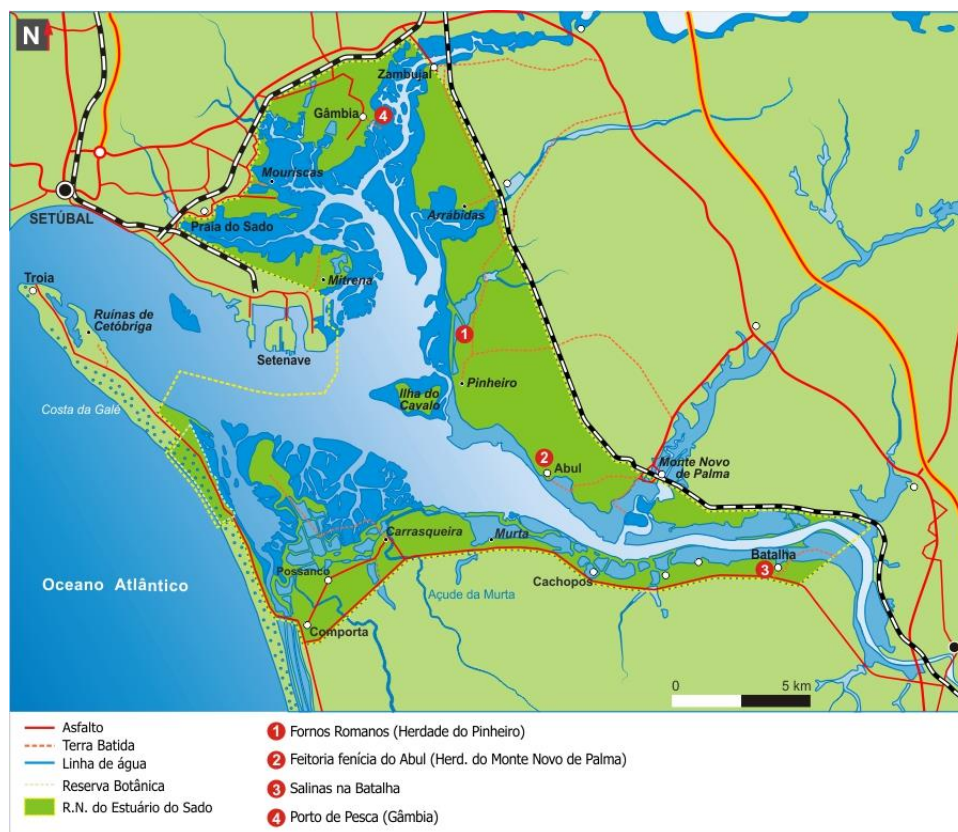 N
Zambujal
Gâmbia
4
Mouriscas
SETÚBAL
Arrábidas
Praia do Sado
Troia
Mitrena
Ruínas de
Cetóbriga
1
Setenave
Pinheiro
Ilha do
Cavalo
Costa da Galé
2
Abul
Monte Novo
de Palma
Carrasqueira
Murta
Batalha
3
Possanco
Cachopos
Oceano Atlântico
Açude da Murta
Comporta
0 5 km
Asfalto
Terra Batida
Linha de água
Reserva Botânica
R.N. do Estuário do Sado
1 Fornos Romanos (Herdade do Pinheiro)
2 Feitoria fenícia do Abul (Herd. do Monte Novo de Palma)
3 Salinas na Batalha
4 Porto de Pesca (Gâmbia)